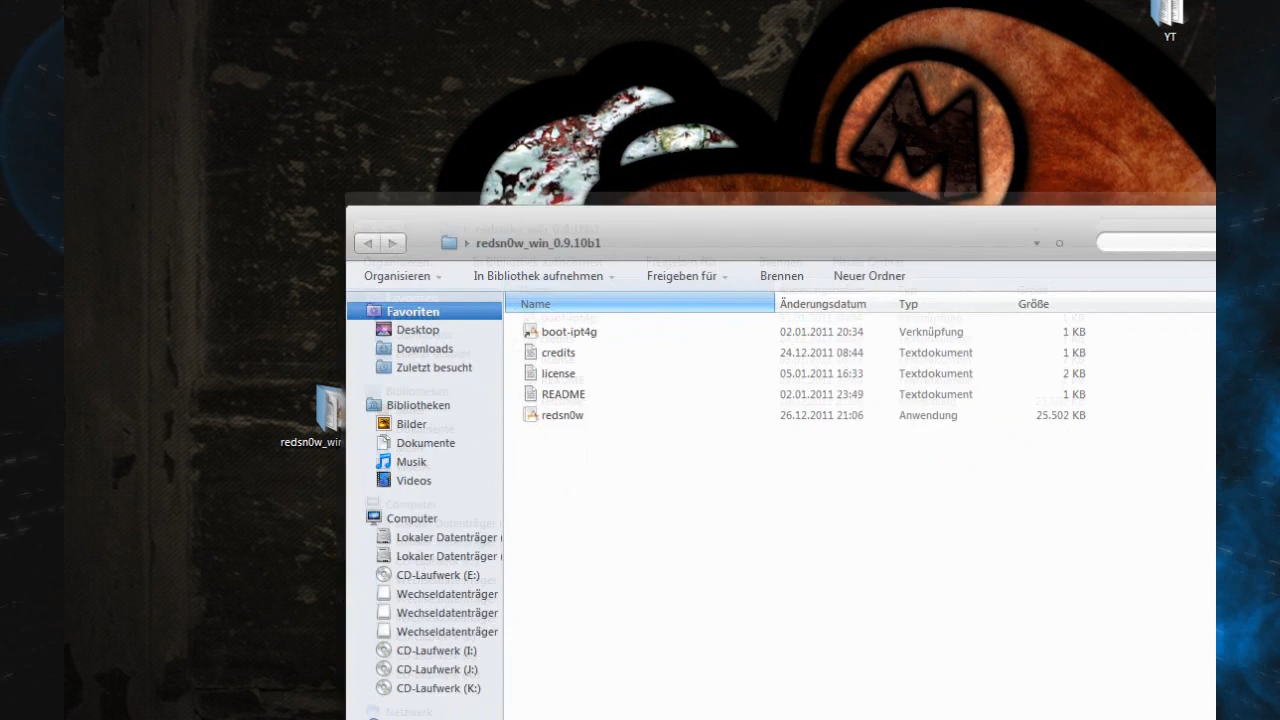 YT
redsn0w_win_0.9.10b1
Organisieren In Bibliothek aufnehmen Freigeben für Brennen Neuer Ordner
Name Änderungsdatum Typ Größe
Favoriten
Desktop
Downloads
Zuletzt besucht
Bibliotheken
Bilder
Dokumente
Musik
Videos
Computer
Lokaler Datenträger (
Lokaler Datenträger (
CD-Laufwerk (E:)
Wechseldatenträger
Wechseldatenträger
Wechseldatenträger
CD-Laufwerk (I:)
CD-Laufwerk (J:)
CD-Laufwerk (K:)
Netzwerk
boot-ipt4g 02.01.2011 20:34 Verknüpfung 1 KB
credits 24.12.2011 08:44 Textdokument 1 KB
license 05.01.2011 16:33 Textdokument 2 KB
README 02.01.2011 23:49 Textdokument 1 KB
redsn0w 26.12.2011 21:06 Anwendung 25.502 KB
redsn0w_win
M